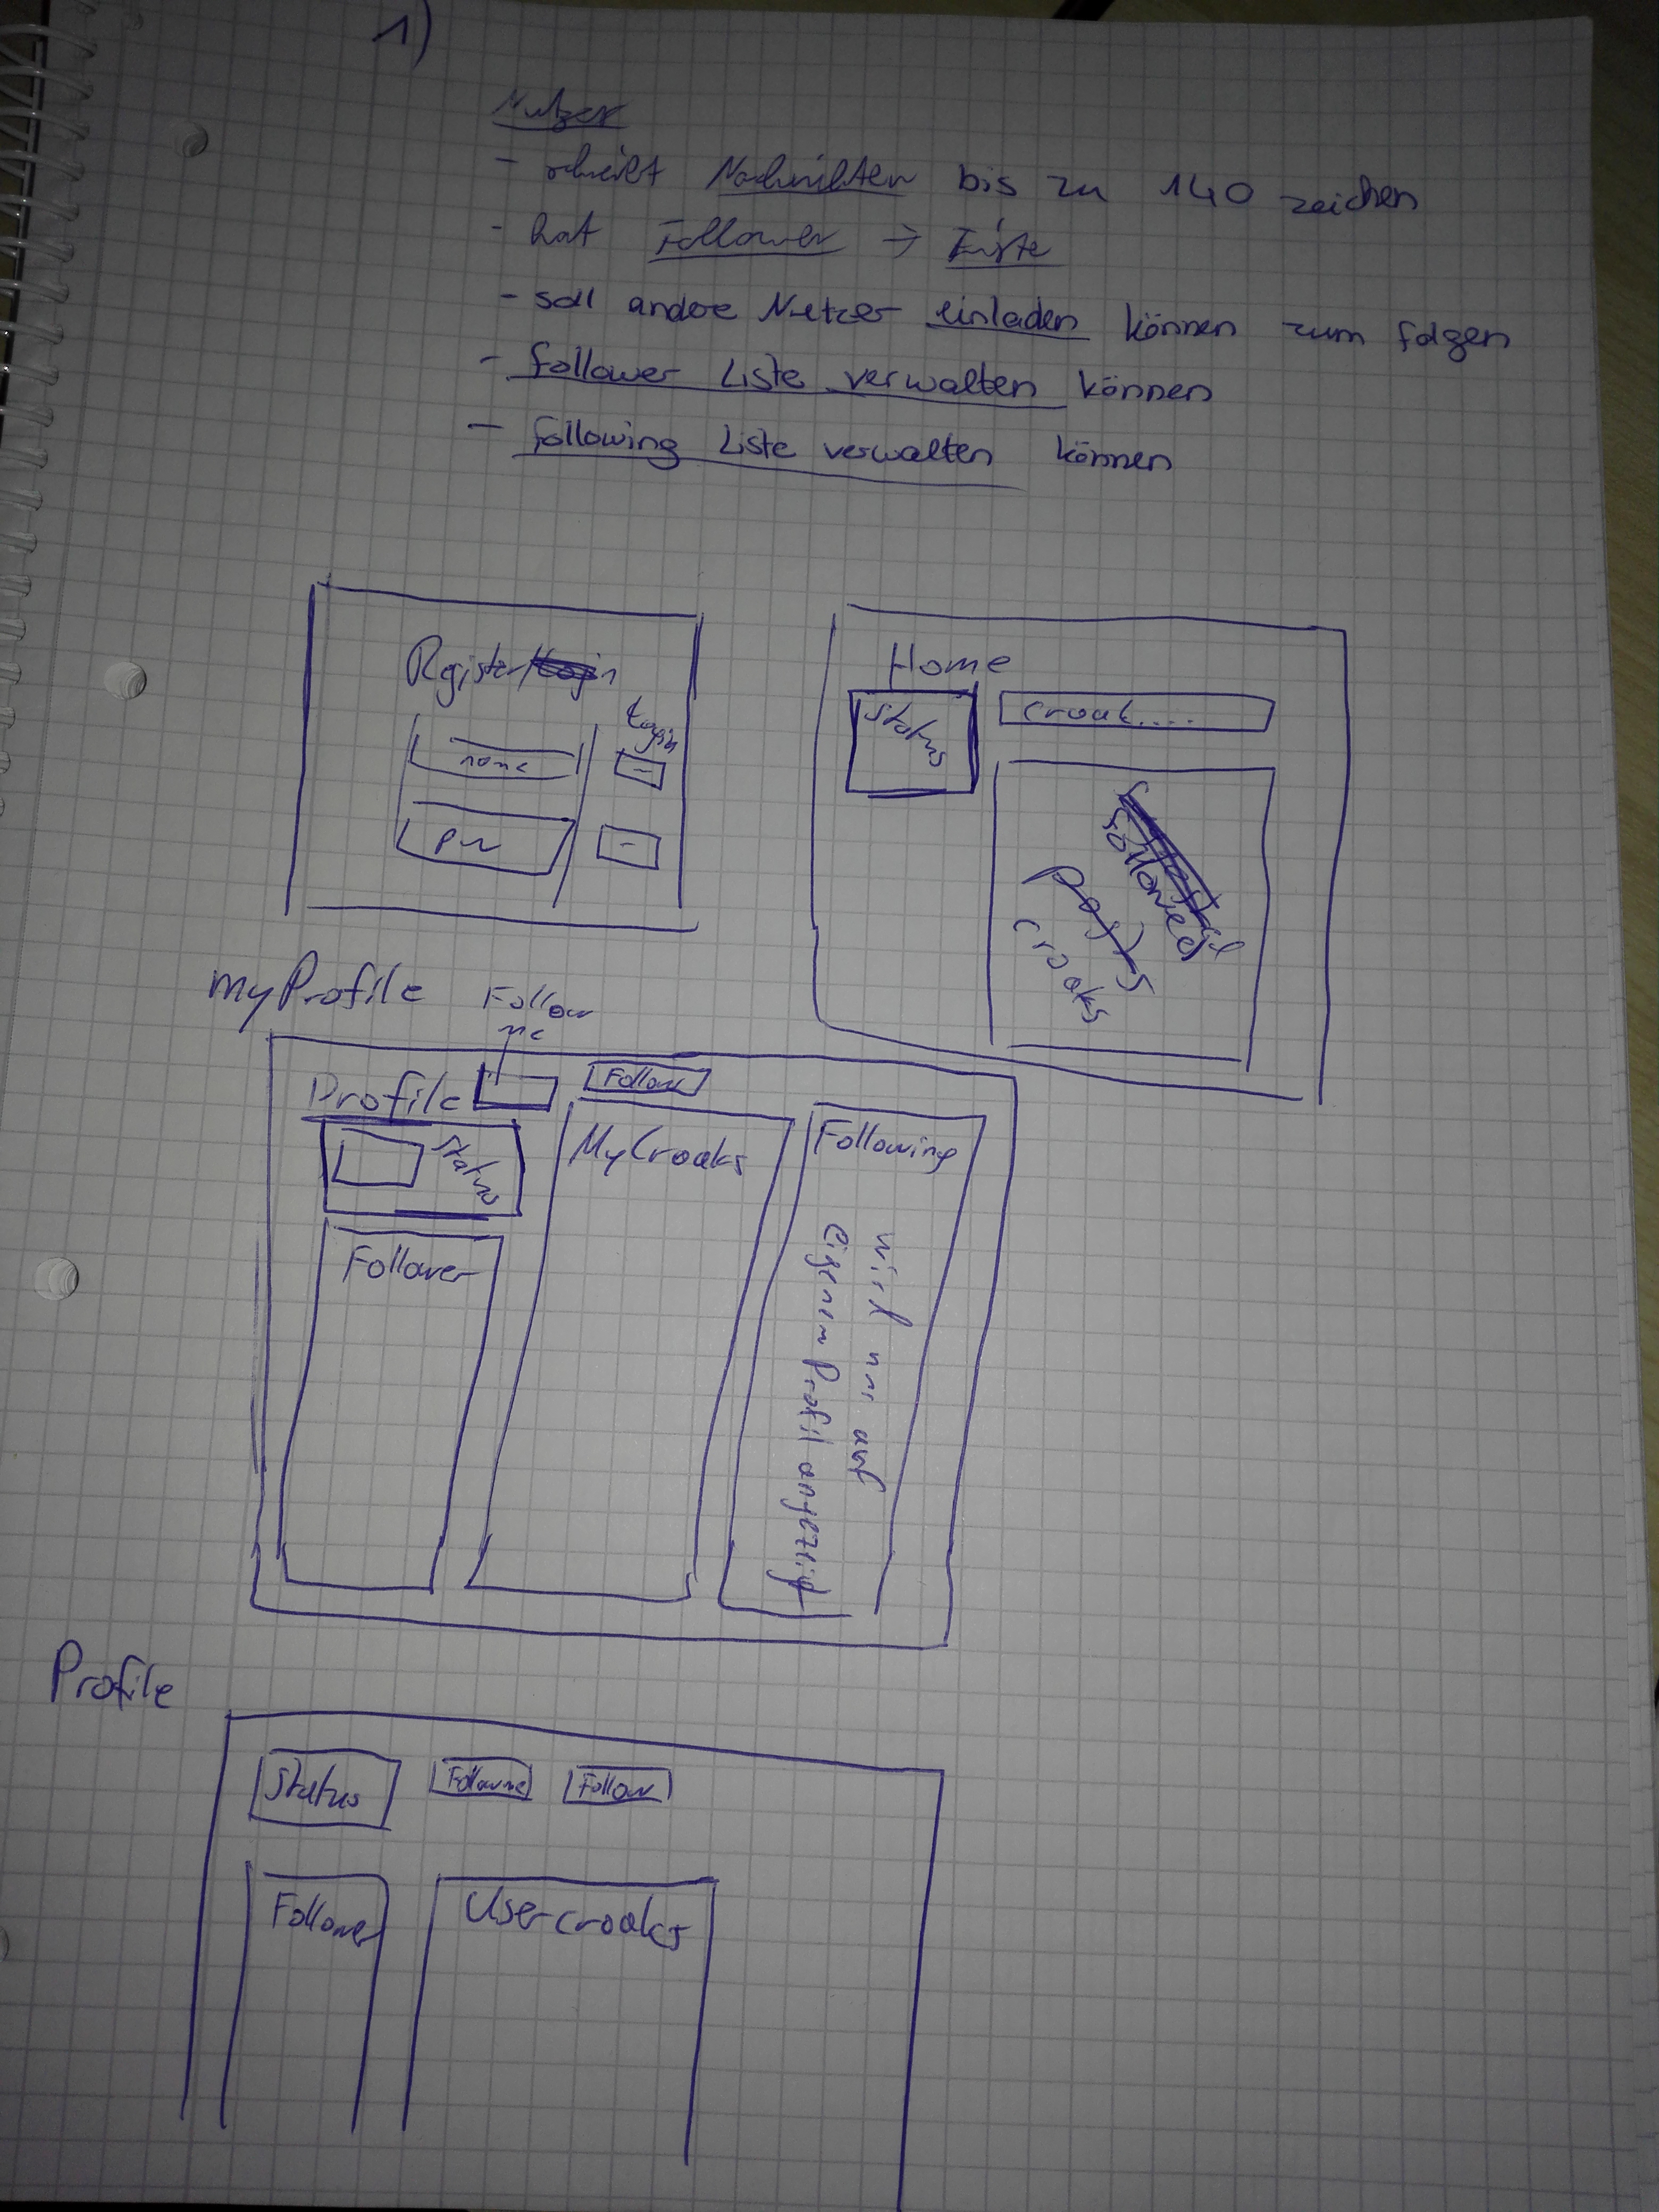 1)
Nutzer
- schreibt Nachrichten bis zu 140 zeichen
- hat Follower → Liste
- soll andere Nutzer einladen können zum folgen
- follower Liste verwalten können
- following Liste verwalten können
Register/Login
Login
name
pw
Home
Status
croak.....
followed
posts
croaks
myProfile
Follow
me
Profile
Follow
Status
MyCroaks
Following
wird nur auf
eigenem Profil angezeigt
Follower
Profile
Status
Follow me
Follow
Follower
Usercroaks